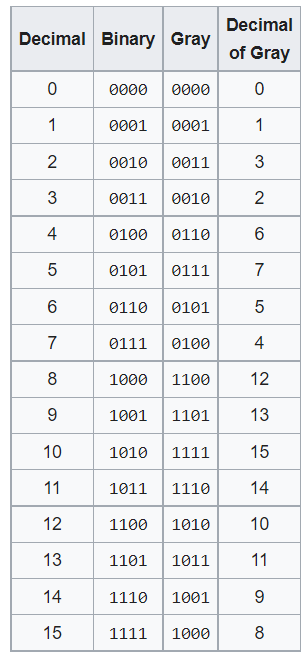 Decimal Binary Gray Decimal of Gray
0 0000 0000 0
1 0001 0001 1
2 0010 0011 3
3 0011 0010 2
4 0100 0110 6
5 0101 0111 7
6 0110 0101 5
7 0111 0100 4
8 1000 1100 12
9 1001 1101 13
10 1010 1111 15
11 1011 1110 14
12 1100 1010 10
13 1101 1011 11
14 1110 1001 9
15 1111 1000 8